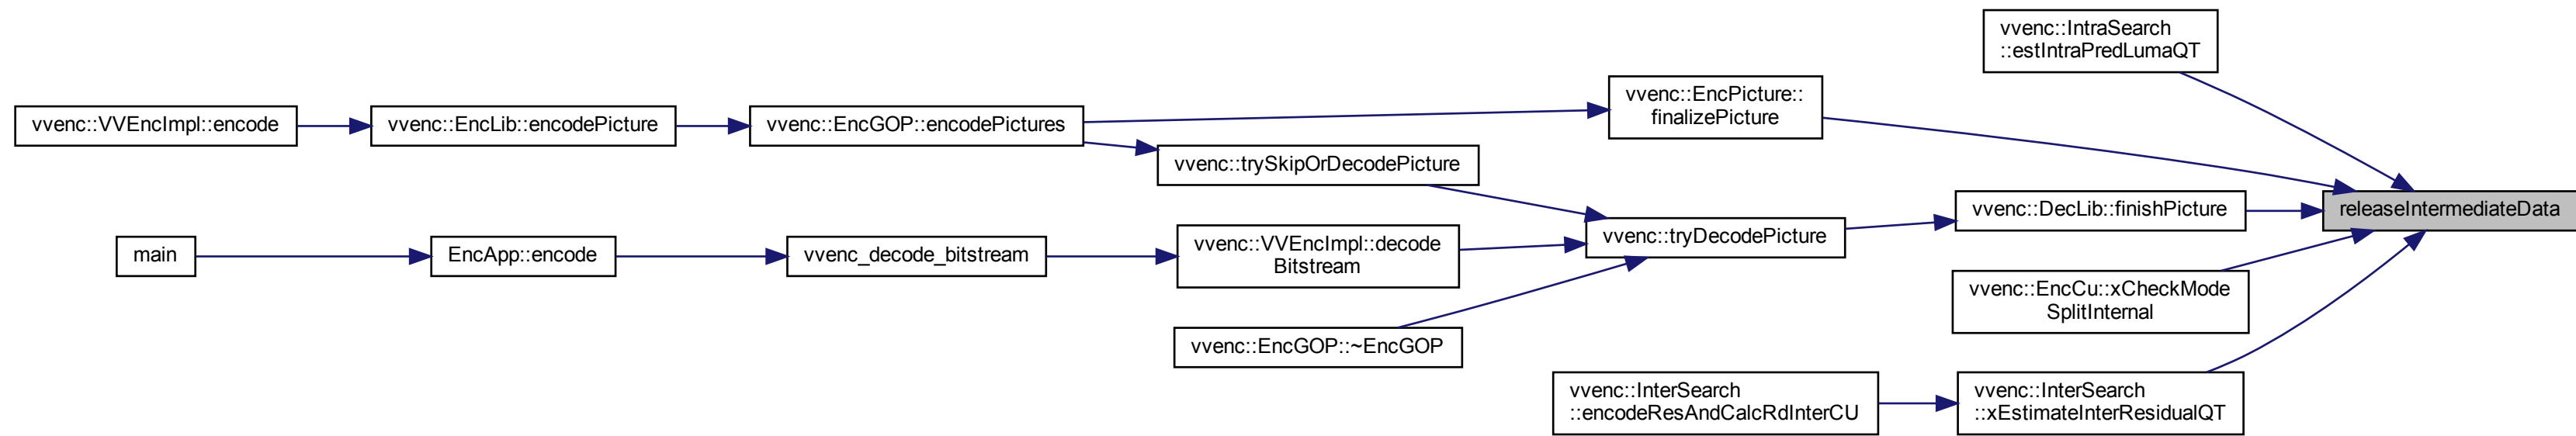 vvenc::IntraSearch
::estIntraPredLumaQT
vvenc::EncPicture::
finalizePicture
vvenc::VVEncImpl::encode
vvenc::EncLib::encodePicture
vvenc::EncGOP::encodePictures
vvenc::trySkipOrDecodePicture
vvenc::DecLib::finishPicture
releaseIntermediateData
vvenc::tryDecodePicture
main
EncApp::encode
vvenc_decode_bitstream
vvenc::VVEncImpl::decode
Bitstream
vvenc::EncCu::xCheckMode
SplitInternal
vvenc::EncGOP::~EncGOP
vvenc::InterSearch
::encodeResAndCalcRdInterCU
vvenc::InterSearch
::xEstimateInterResidualQT